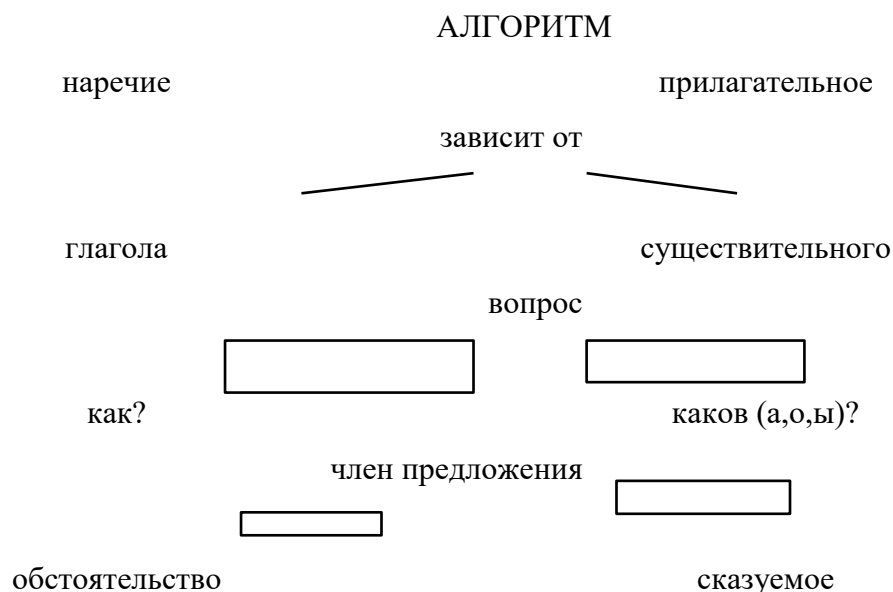 АЛГОРИТМ
наречие прилагательное
зависит от
глагола существительного
вопрос
как? каков (а,о,ы)?
член предложения
обстоятельство сказуемое